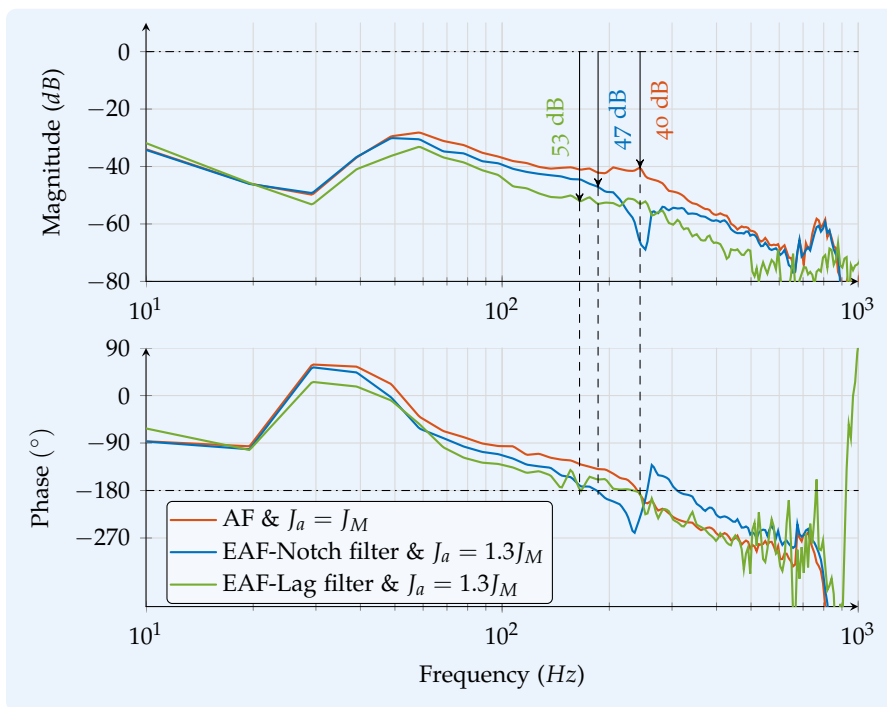 0
−20
−40
−60
−80
Magnitude (dB)
53 dB
47 dB
40 dB
10^1
10^2
10^3
90
0
−90
−180
−270
Phase (°)
AF & J_a = J_M
EAF-Notch filter & J_a = 1.3J_M
EAF-Lag filter & J_a = 1.3J_M
10^1
10^2
10^3
Frequency (Hz)